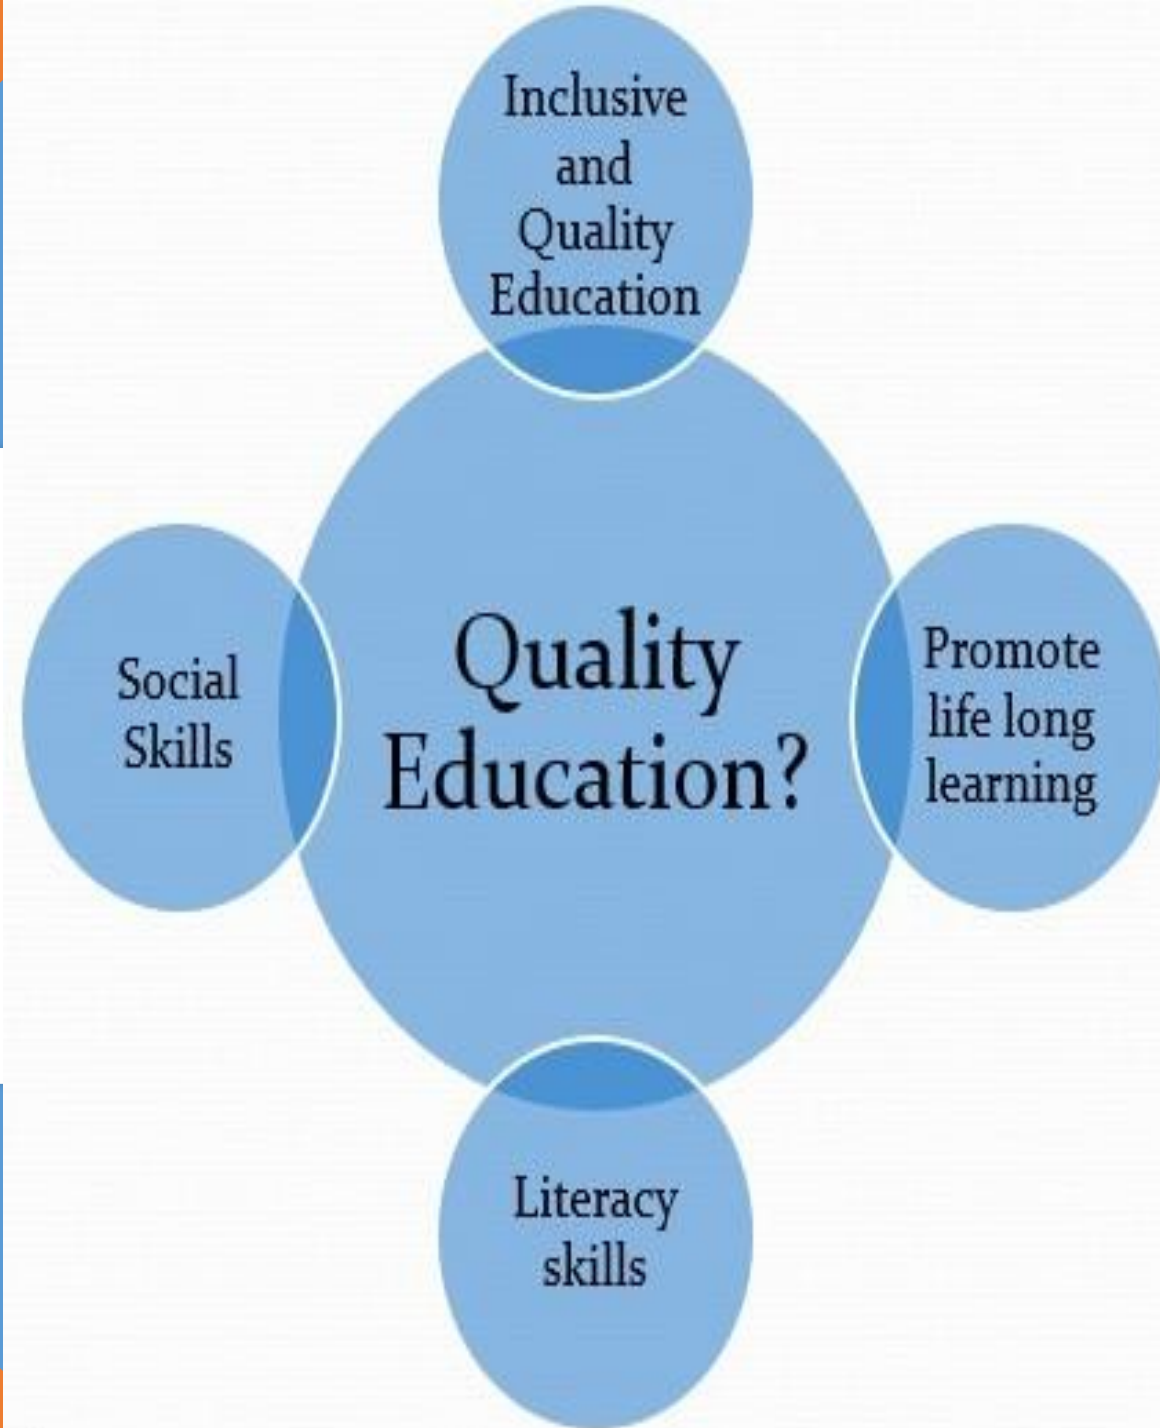 Inclusive
and
Quality
Education
Social
Skills
Quality
Education?
Promote
life long
learning
Literacy
skills